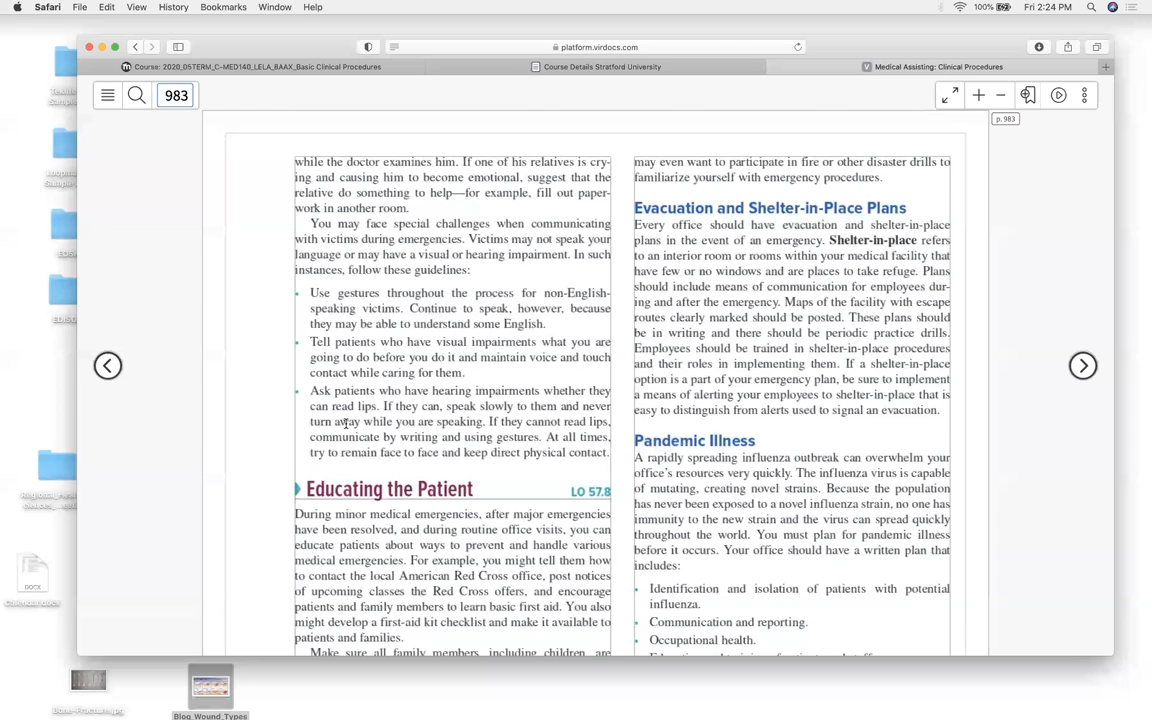 Safari File Edit View History Bookmarks Window Help
100% Fri 2:24 PM
platform.virdocs.com
Course: 2020_05TERM_C-MED140_LELA_BAAX_Basic Clinical Procedures
Course Details Stratford University
Medical Assisting: Clinical Procedures
983
p. 983
while the doctor examines him. If one of his relatives is cry-
ing and causing him to become emotional, suggest that the
relative do something to help—for example, fill out paper-
work in another room.
You may face special challenges when communicating
with victims during emergencies. Victims may not speak your
language or may have a visual or hearing impairment. In such
instances, follow these guidelines:
• Use gestures throughout the process for non-English-
speaking victims. Continue to speak, however, because
they may be able to understand some English.
• Tell patients who have visual impairments what you are
going to do before you do it and maintain voice and touch
contact while caring for them.
• Ask patients who have hearing impairments whether they
can read lips. If they can, speak slowly to them and never
turn away while you are speaking. If they cannot read lips,
communicate by writing and using gestures. At all times,
try to remain face to face and keep direct physical contact.
Educating the Patient LO 57.8
During minor medical emergencies, after major emergencies
have been resolved, and during routine office visits, you can
educate patients about ways to prevent and handle various
medical emergencies. For example, you might tell them how
to contact the local American Red Cross office, post notices
of upcoming classes the Red Cross offers, and encourage
patients and family members to learn basic first aid. You also
might develop a first-aid kit checklist and make it available to
patients and families.
Make sure all family members, including children, are
may even want to participate in fire or other disaster drills to
familiarize yourself with emergency procedures.
Evacuation and Shelter-in-Place Plans
Every office should have evacuation and shelter-in-place
plans in the event of an emergency. Shelter-in-place refers
to an interior room or rooms within your medical facility that
have few or no windows and are places to take refuge. Plans
should include means of communication for employees dur-
ing and after the emergency. Maps of the facility with escape
routes clearly marked should be posted. These plans should
be in writing and there should be periodic practice drills.
Employees should be trained in shelter-in-place procedures
and their roles in implementing them. If a shelter-in-place
option is a part of your emergency plan, be sure to implement
a means of alerting your employees to shelter-in-place that is
easy to distinguish from alerts used to signal an evacuation.
Pandemic Illness
A rapidly spreading influenza outbreak can overwhelm your
office's resources very quickly. The influenza virus is capable
of mutating, creating novel strains. Because the population
has never been exposed to a novel influenza strain, no one has
immunity to the new strain and the virus can spread quickly
throughout the world. You must plan for pandemic illness
before it occurs. Your office should have a written plan that
includes:
• Identification and isolation of patients with potential
influenza.
• Communication and reporting.
• Occupational health.
DOCX
Bone-Fracture.jpg
Blog_Wound_Types